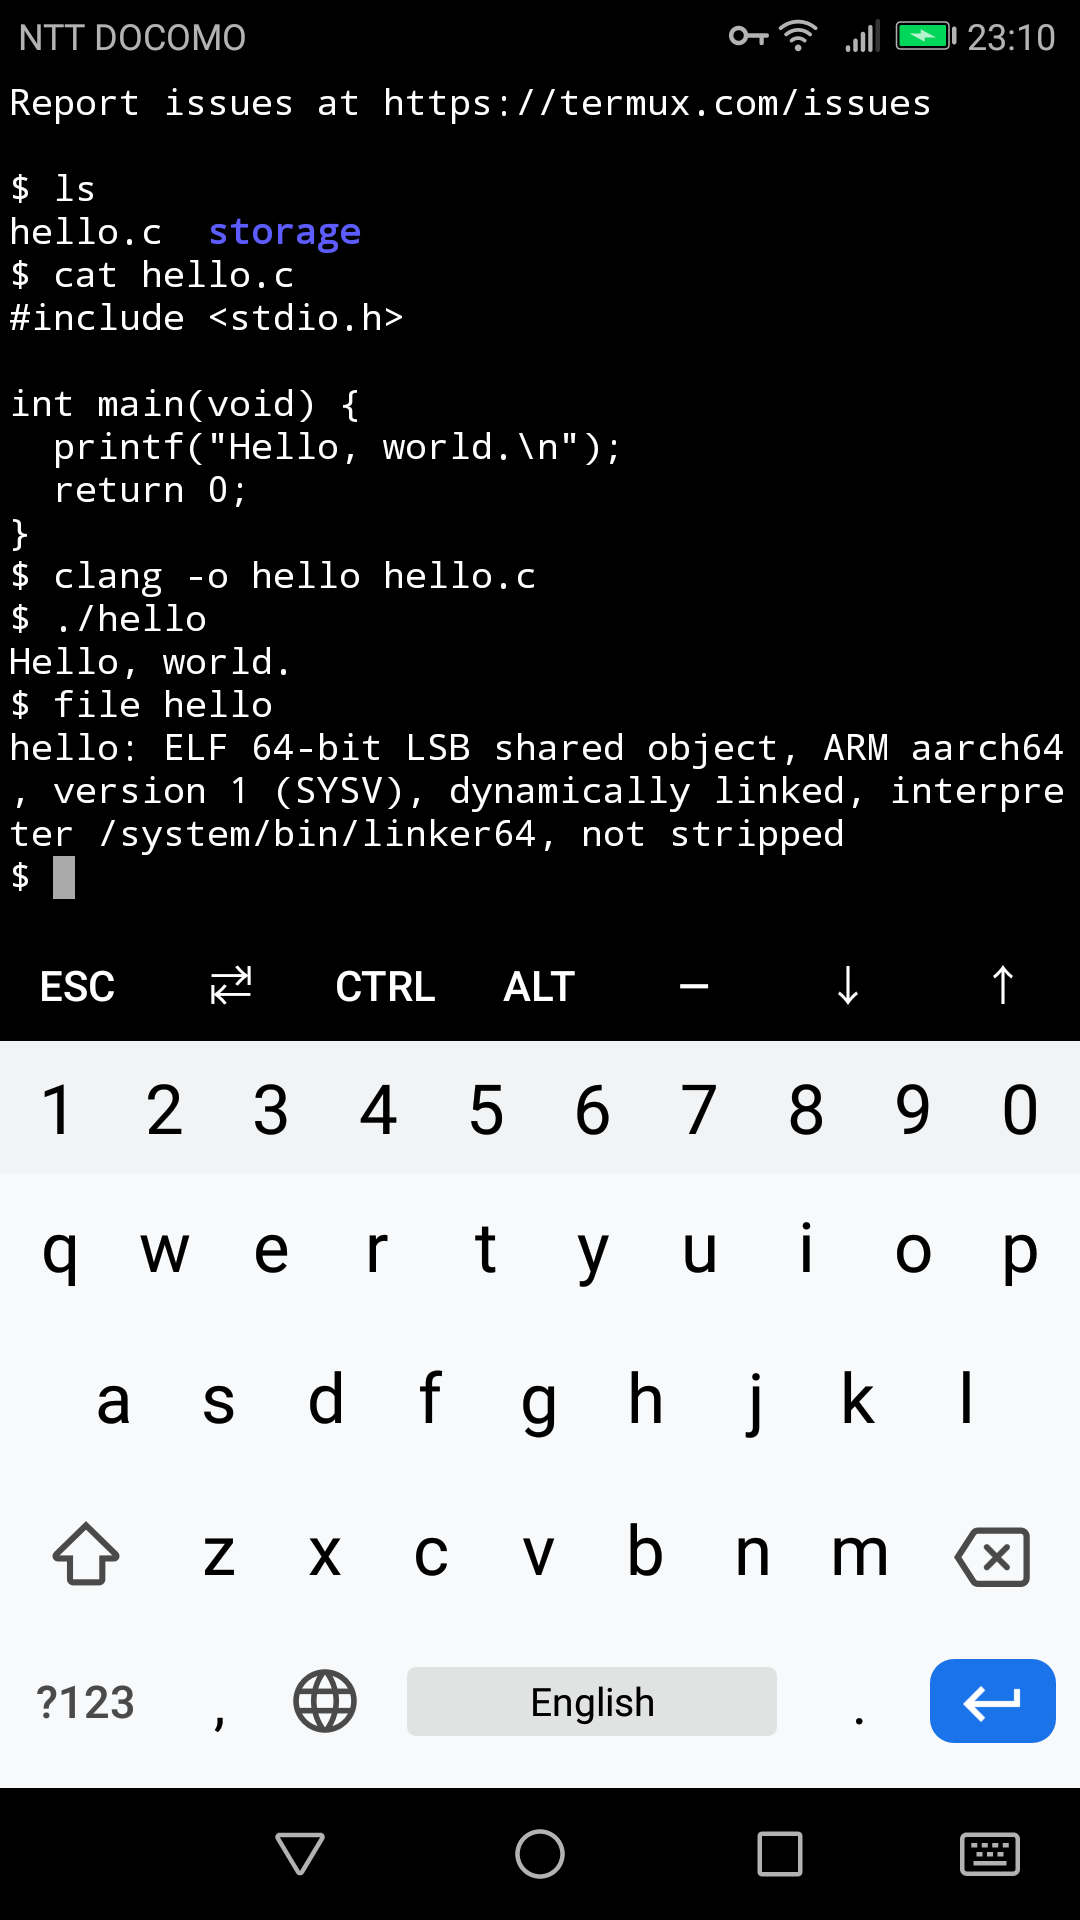 NTT DOCOMO 23:10
Report issues at https://termux.com/issues
$ ls
hello.c  storage
$ cat hello.c
#include <stdio.h>
int main(void) {
  printf("Hello, world.\n");
  return 0;
}
$ clang -o hello hello.c
$ ./hello
Hello, world.
$ file hello
hello: ELF 64-bit LSB shared object, ARM aarch64
, version 1 (SYSV), dynamically linked, interpre
ter /system/bin/linker64, not stripped
$
ESC ⇄ CTRL ALT — ↓ ↑
1 2 3 4 5 6 7 8 9 0
q w e r t y u i o p
a s d f g h j k l
z x c v b n m
?123 , English .